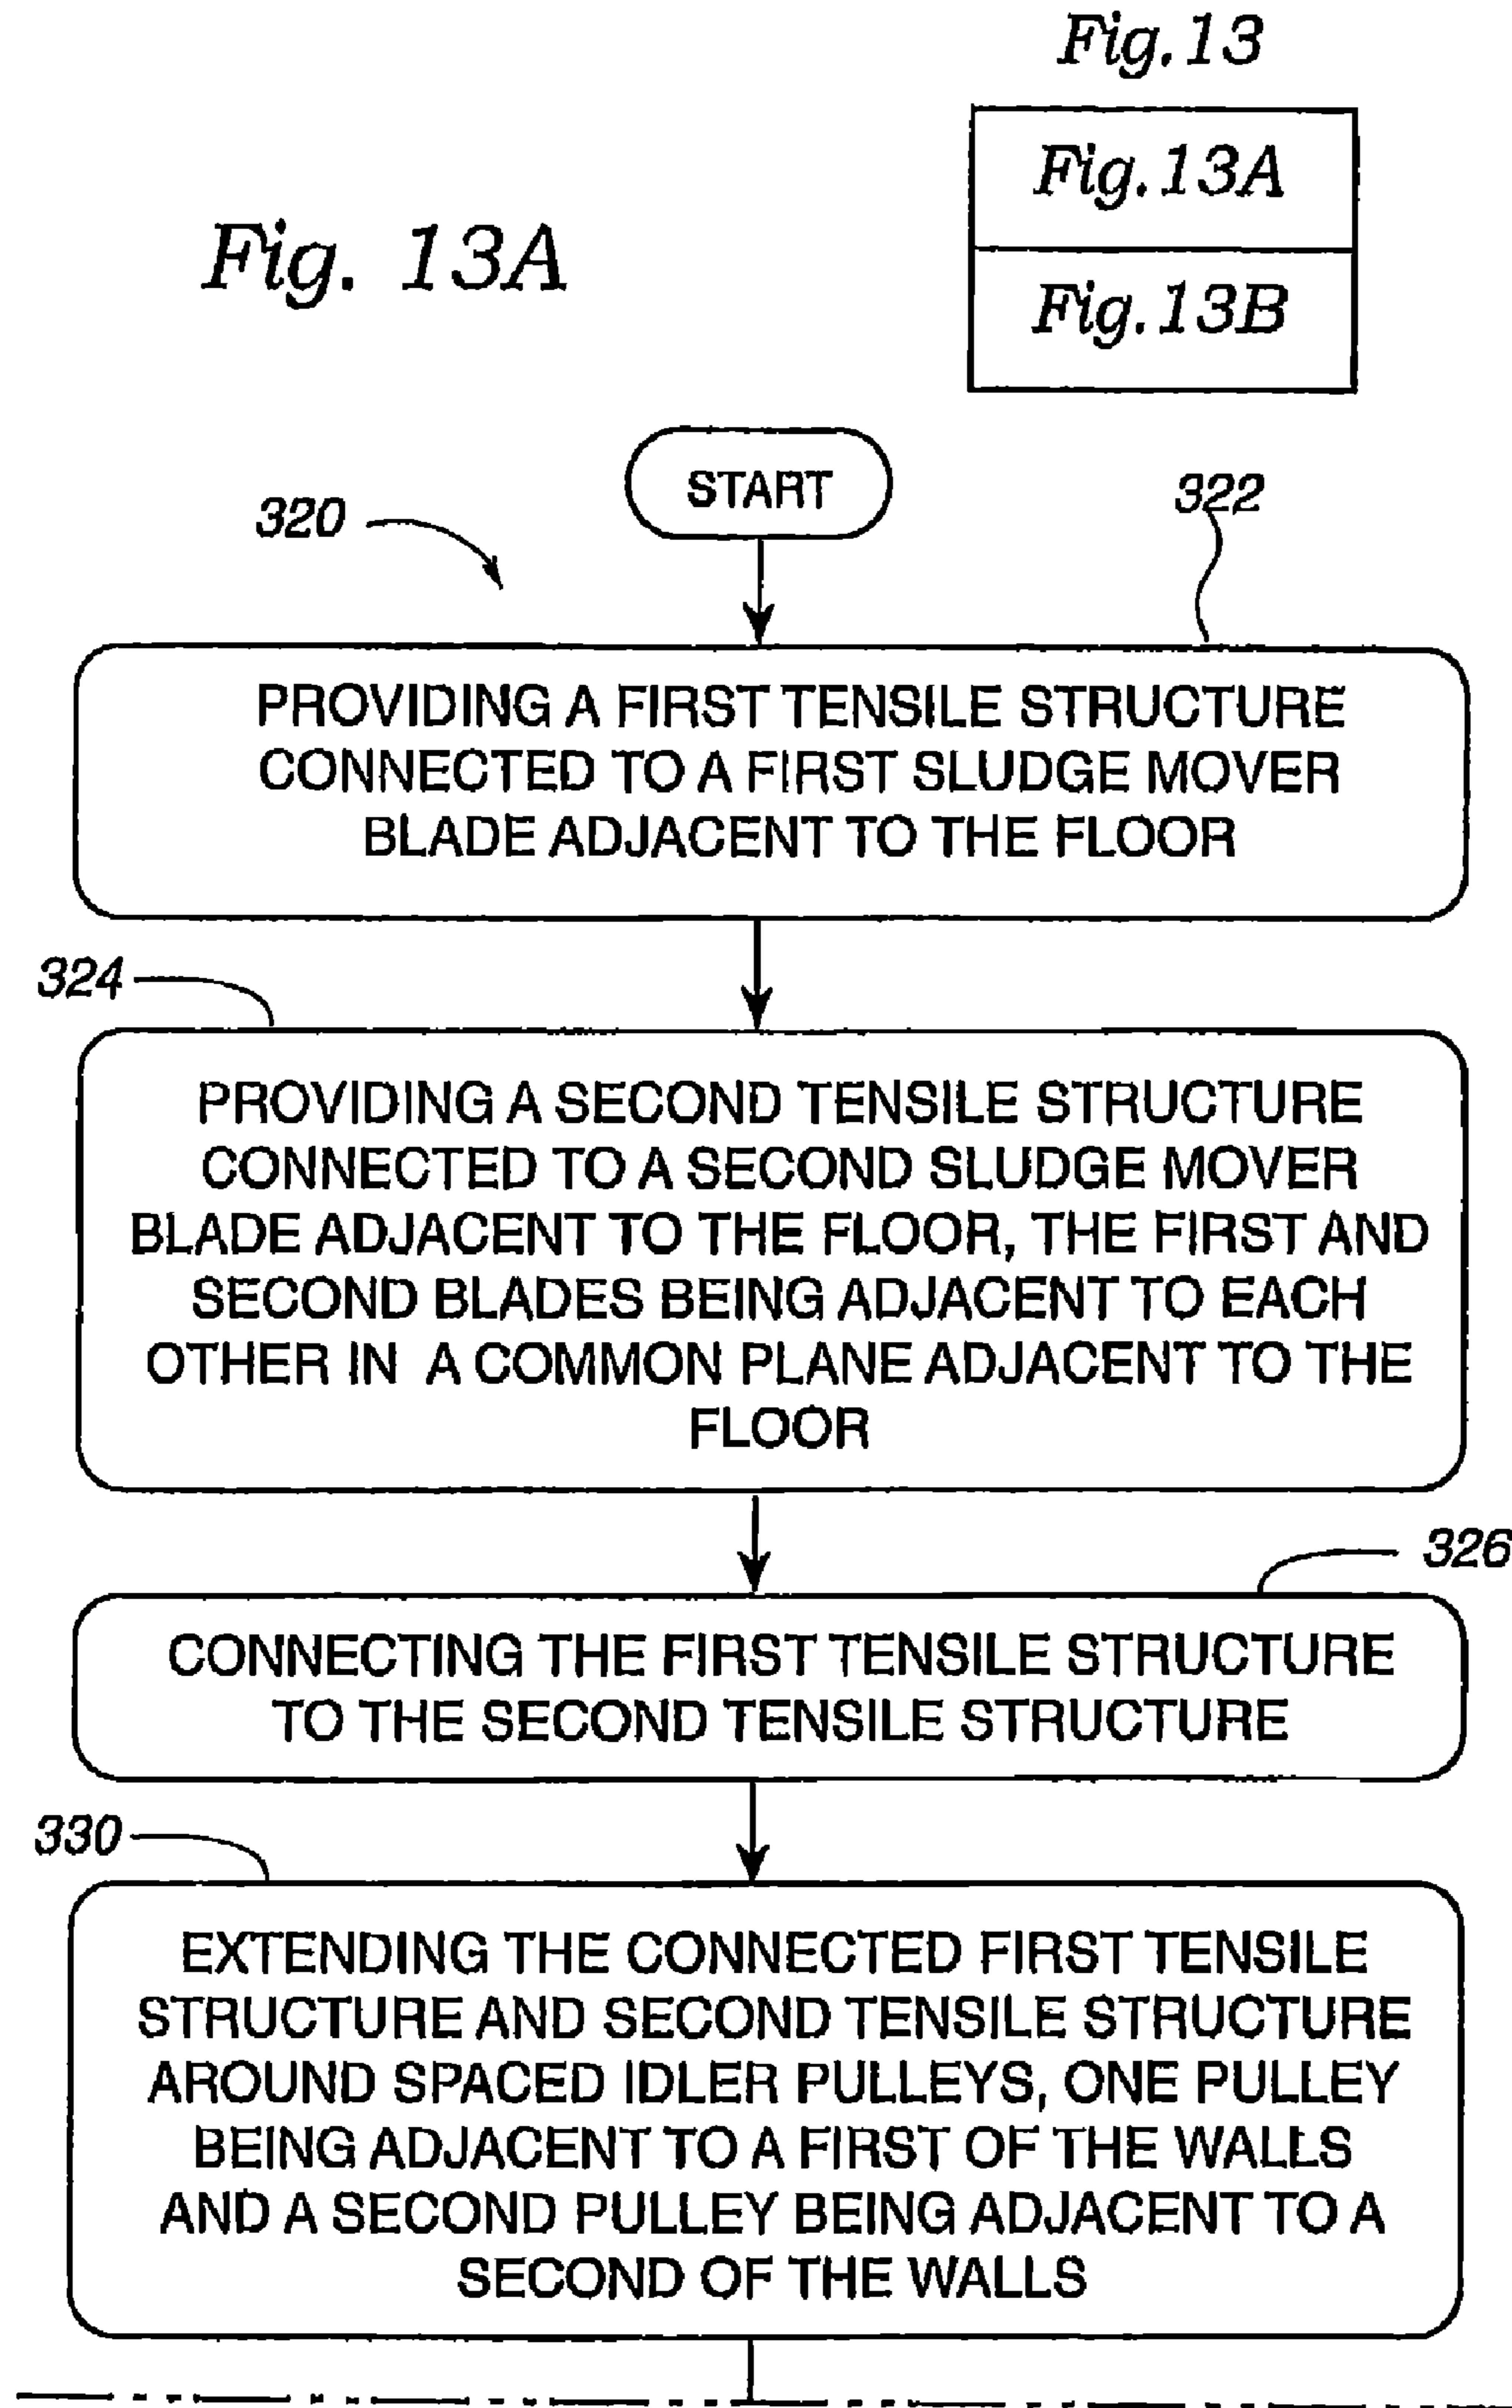 Fig.13
Fig.13A
Fig.13B
Fig. 13A
START
320
322
PROVIDING A FIRST TENSILE STRUCTURE
CONNECTED TO A FIRST SLUDGE MOVER
BLADE ADJACENT TO THE FLOOR
324
PROVIDING A SECOND TENSILE STRUCTURE
CONNECTED TO A SECOND SLUDGE MOVER
BLADE ADJACENT TO THE FLOOR, THE FIRST AND
SECOND BLADES BEING ADJACENT TO EACH
OTHER IN A COMMON PLANE ADJACENT TO THE
FLOOR
326
CONNECTING THE FIRST TENSILE STRUCTURE
TO THE SECOND TENSILE STRUCTURE
330
EXTENDING THE CONNECTED FIRST TENSILE
STRUCTURE AND SECOND TENSILE STRUCTURE
AROUND SPACED IDLER PULLEYS, ONE PULLEY
BEING ADJACENT TO A FIRST OF THE WALLS
AND A SECOND PULLEY BEING ADJACENT TO A
SECOND OF THE WALLS